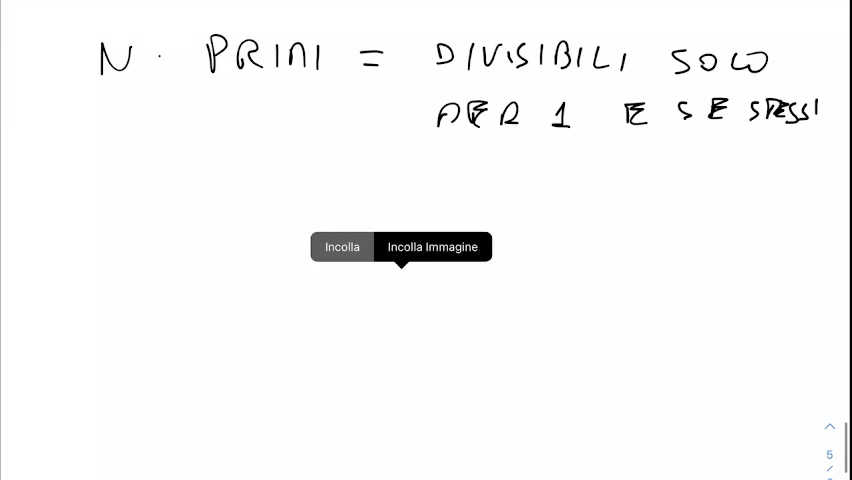 N. PRIMI = DIVISIBILI SOLO
PER 1 E SE STESSI
Incolla Incolla Immagine
5
/